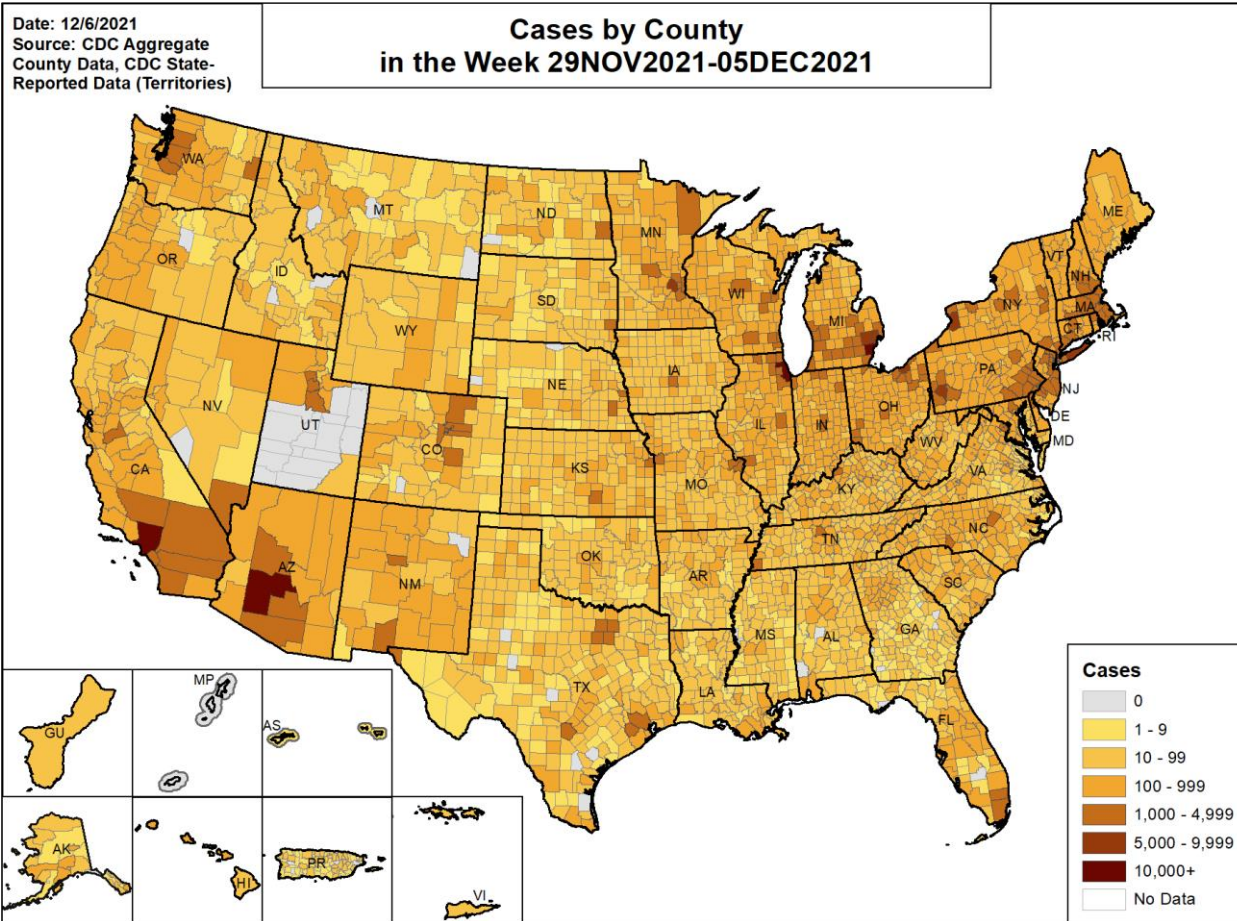 Date: 12/6/2021
Source: CDC Aggregate
County Data, CDC State-
Reported Data (Territories)
Cases by County
in the Week 29NOV2021-05DEC2021
WA
MT
ND
MN
ME
OR
ID
SD
WI
MI
VT
NH
NY
MA
CT
RI
WY
IA
NE
PA
NJ
NV
UT
CO
IL
IN
OH
DE
MD
WV
VA
CA
KS
MO
KY
AZ
NM
OK
AR
TN
NC
SC
TX
LA
MS
AL
GA
FL
GU
MP
AS
AK
HI
PR
VI
Cases
0
1 - 9
10 - 99
100 - 999
1,000 - 4,999
5,000 - 9,999
10,000+
No Data